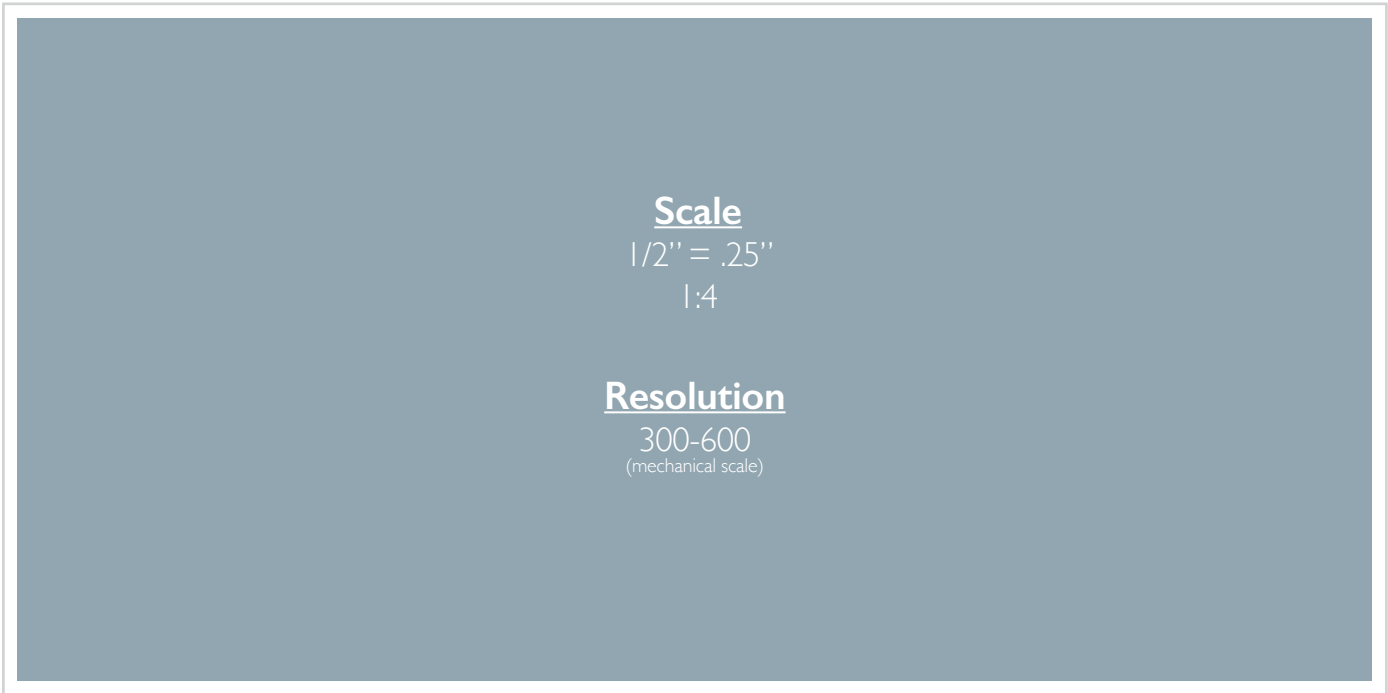 Scale
1/2’’ = .25’’
1:4
Resolution
300-600
(mechanical scale)